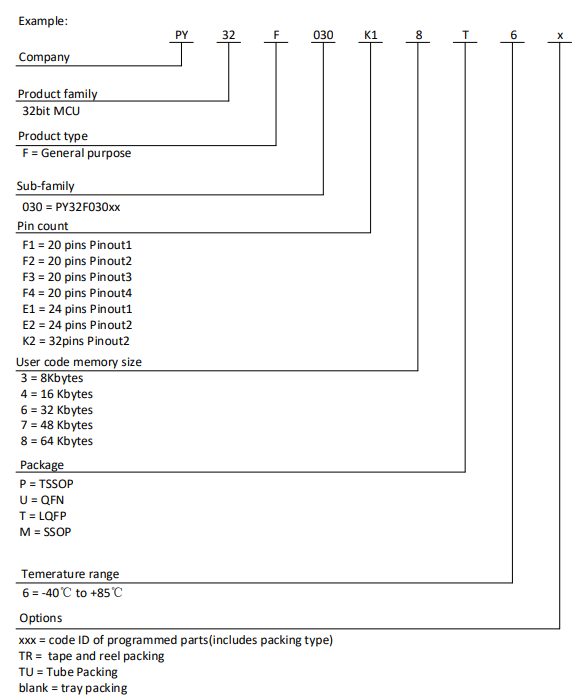 Example:
PY 32 F 030 K1 8 T 6 x
Company
Product family
32bit MCU
Product type
F = General purpose
Sub-family
030 = PY32F030xx
Pin count
F1 = 20 pins Pinout1
F2 = 20 pins Pinout2
F3 = 20 pins Pinout3
F4 = 20 pins Pinout4
E1 = 24 pins Pinout1
E2 = 24 pins Pinout2
K2 = 32pins Pinout2
User code memory size
3 = 8Kbytes
4 = 16 Kbytes
6 = 32 Kbytes
7 = 48 Kbytes
8 = 64 Kbytes
Package
P = TSSOP
U = QFN
T = LQFP
M = SSOP
Temerature range
6 = -40℃ to +85℃
Options
xxx = code ID of programmed parts(includes packing type)
TR = tape and reel packing
TU = Tube Packing
blank = tray packing